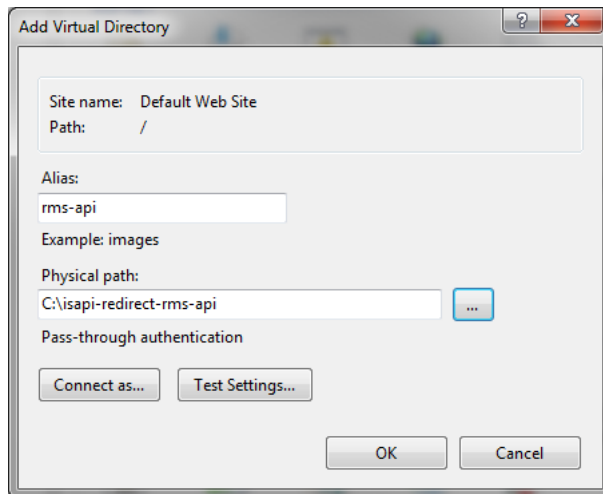 Add Virtual Directory
?
Site name: Default Web Site
Path: /
Alias:
rms-api
Example: images
Physical path:
C:\isapi-redirect-rms-api
...
Pass-through authentication
Connect as... Test Settings...
OK Cancel